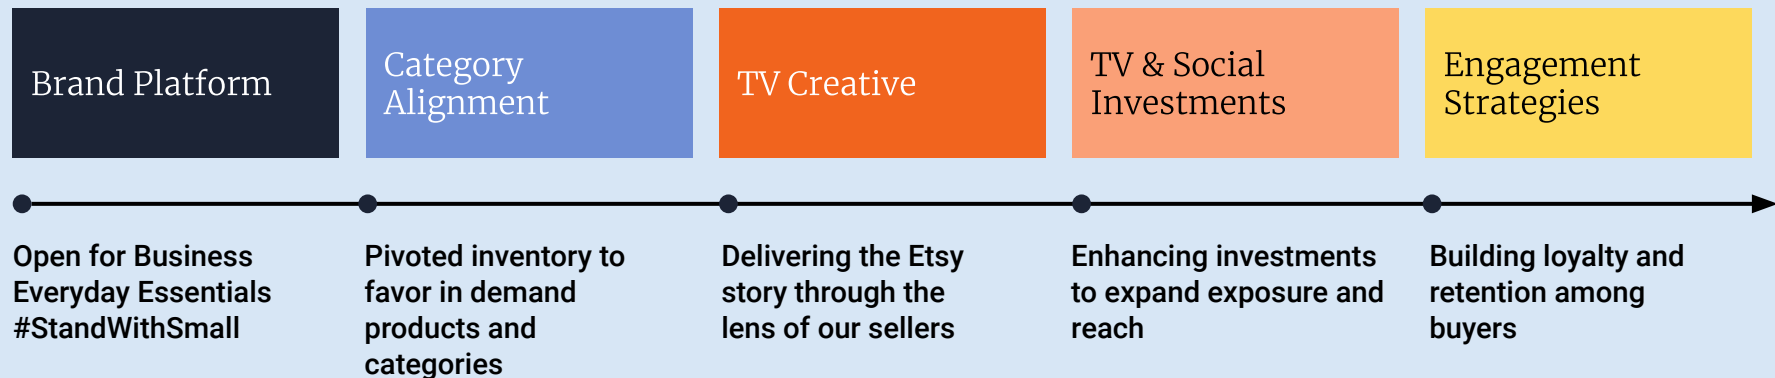 Brand Platform
Category
Alignment
TV Creative
TV & Social
Investments
Engagement
Strategies
Open for Business
Everyday Essentials
#StandWithSmall
Pivoted inventory to
favor in demand
products and
categories
Delivering the Etsy
story through the
lens of our sellers
Enhancing investments
to expand exposure and
reach
Building loyalty and
retention among
buyers